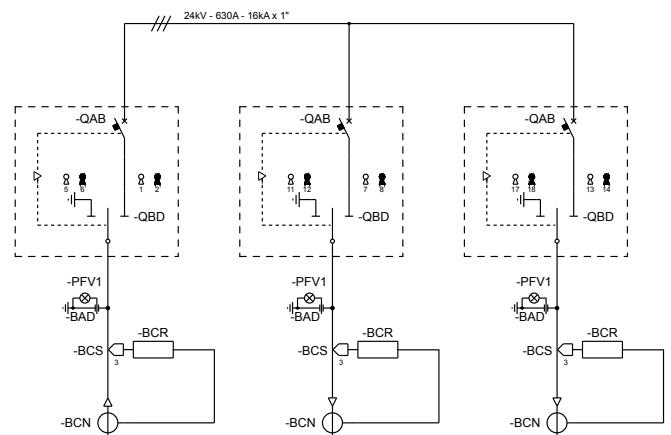 24kV - 630A - 16kA x 1"
-QAB -QAB -QAB
5 6 1 2 11 12 7 8 17 18 13 14
-QBD -QBD -QBD
-PFV1 -PFV1 -PFV1
-BAD -BAD -BAD
-BCR -BCR -BCR
-BCS -BCS -BCS
3 3 3
-BCN -BCN -BCN